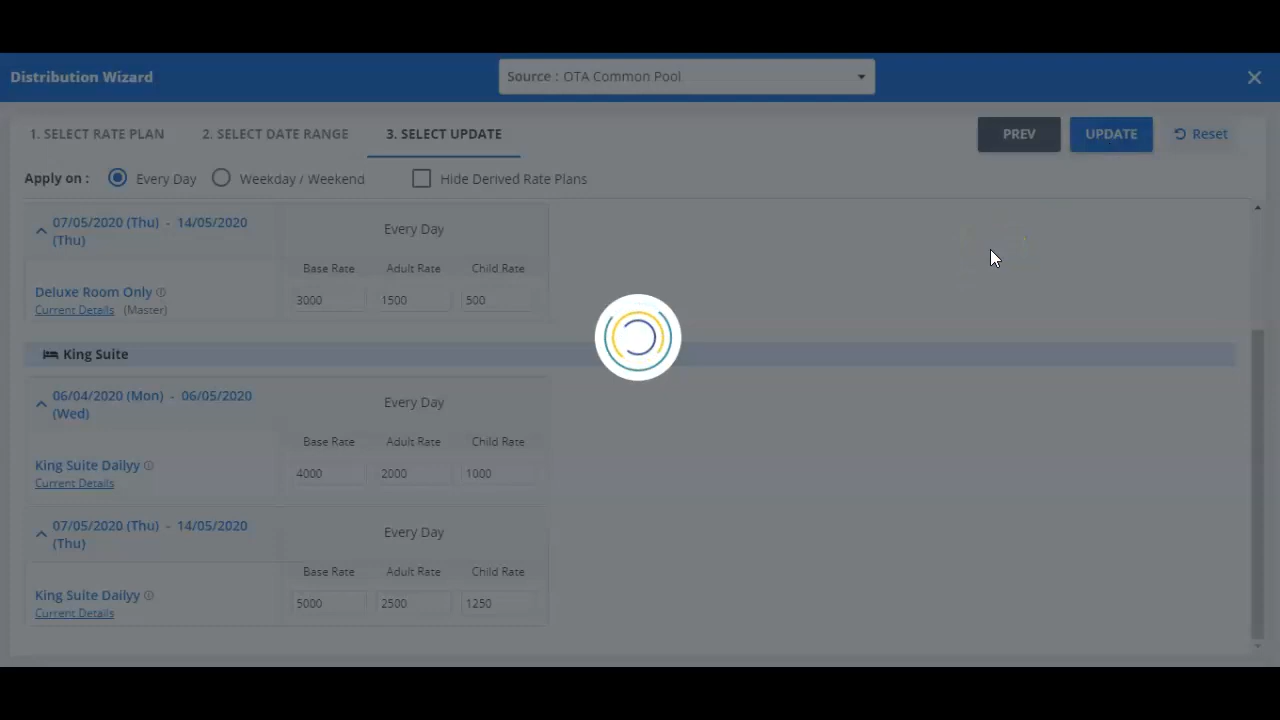 Distribution Wizard
Source : OTA Common Pool
1. SELECT RATE PLAN
2. SELECT DATE RANGE
3. SELECT UPDATE
PREV
UPDATE
Reset
Apply on :
Every Day
Weekday / Weekend
Hide Derived Rate Plans
07/05/2020 (Thu) - 14/05/2020
(Thu)
Every Day
Base Rate Adult Rate Child Rate
Deluxe Room Only
3000 1500 500
Current Details (Master)
King Suite
06/04/2020 (Mon) - 06/05/2020
(Wed)
Every Day
Base Rate Adult Rate Child Rate
King Suite Dailyy
4000 2000 1000
Current Details
07/05/2020 (Thu) - 14/05/2020
(Thu)
Every Day
Base Rate Adult Rate Child Rate
King Suite Dailyy
5000 2500 1250
Current Details